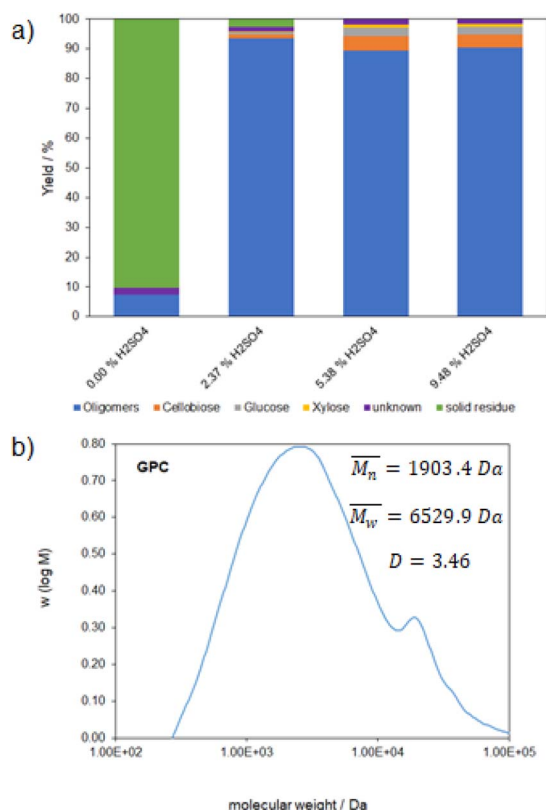 a)
100
90
80
70
60
50
40
30
20
10
0
Yield / %
0.00 % H2SO4
2.37 % H2SO4
5.38 % H2SO4
9.48 % H2SO4
Oligomers Cellobiose Glucose Xylose unknown solid residue
b)
GPC
0.80
0.70
0.60
0.50
0.40
0.30
0.20
0.10
0.00
w (log M)
M̅n̅ = 1903.4 Da
M̅w̅ = 6529.9 Da
D = 3.46
1.00E+02 1.00E+03 1.00E+04 1.00E+05
molecular weight / Da